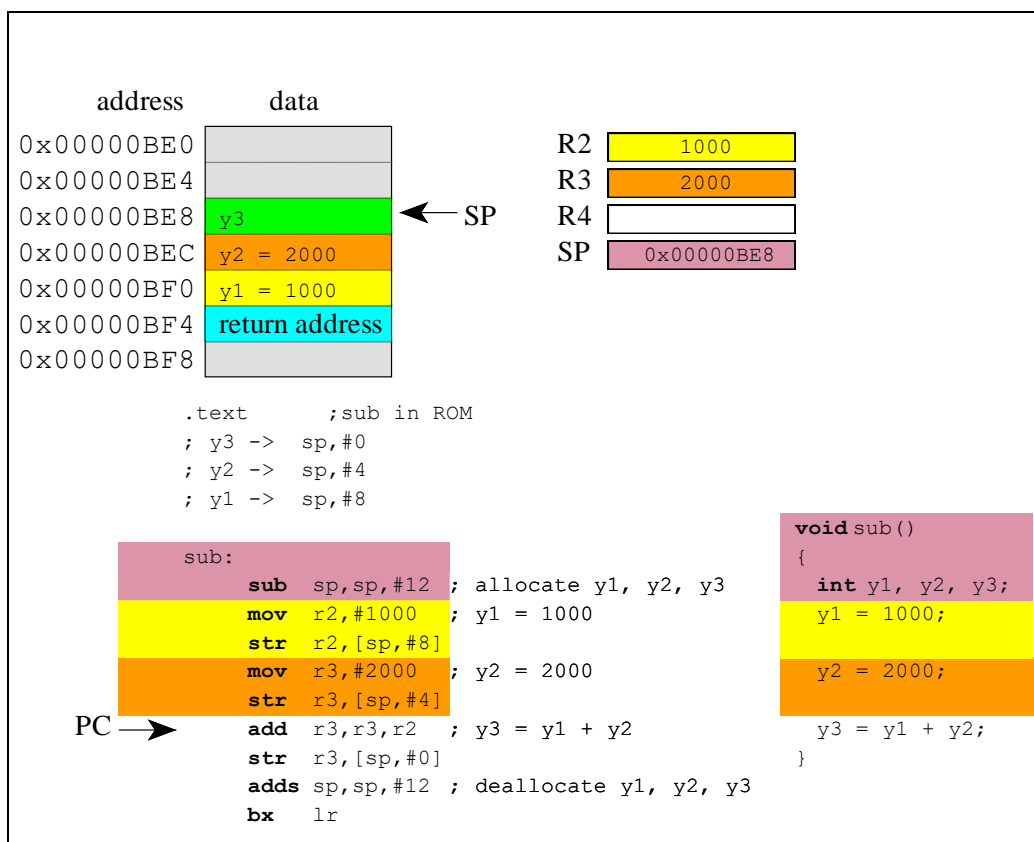 address data
0x00000BE0
0x00000BE4
0x00000BE8 y3 SP
0x00000BEC y2 = 2000
0x00000BF0 y1 = 1000
0x00000BF4 return address
0x00000BF8
R2 1000
R3 2000
R4
SP 0x00000BE8
.text ;sub in ROM
; y3 -> sp,#0
; y2 -> sp,#4
; y1 -> sp,#8
sub:
sub sp,sp,#12 ; allocate y1, y2, y3
mov r2,#1000 ; y1 = 1000
str r2,[sp,#8]
mov r3,#2000 ; y2 = 2000
str r3,[sp,#4]
PC add r3,r3,r2 ; y3 = y1 + y2
str r3,[sp,#0]
adds sp,sp,#12 ; deallocate y1, y2, y3
bx lr
void sub()
{
int y1, y2, y3;
y1 = 1000;
y2 = 2000;
y3 = y1 + y2;
}